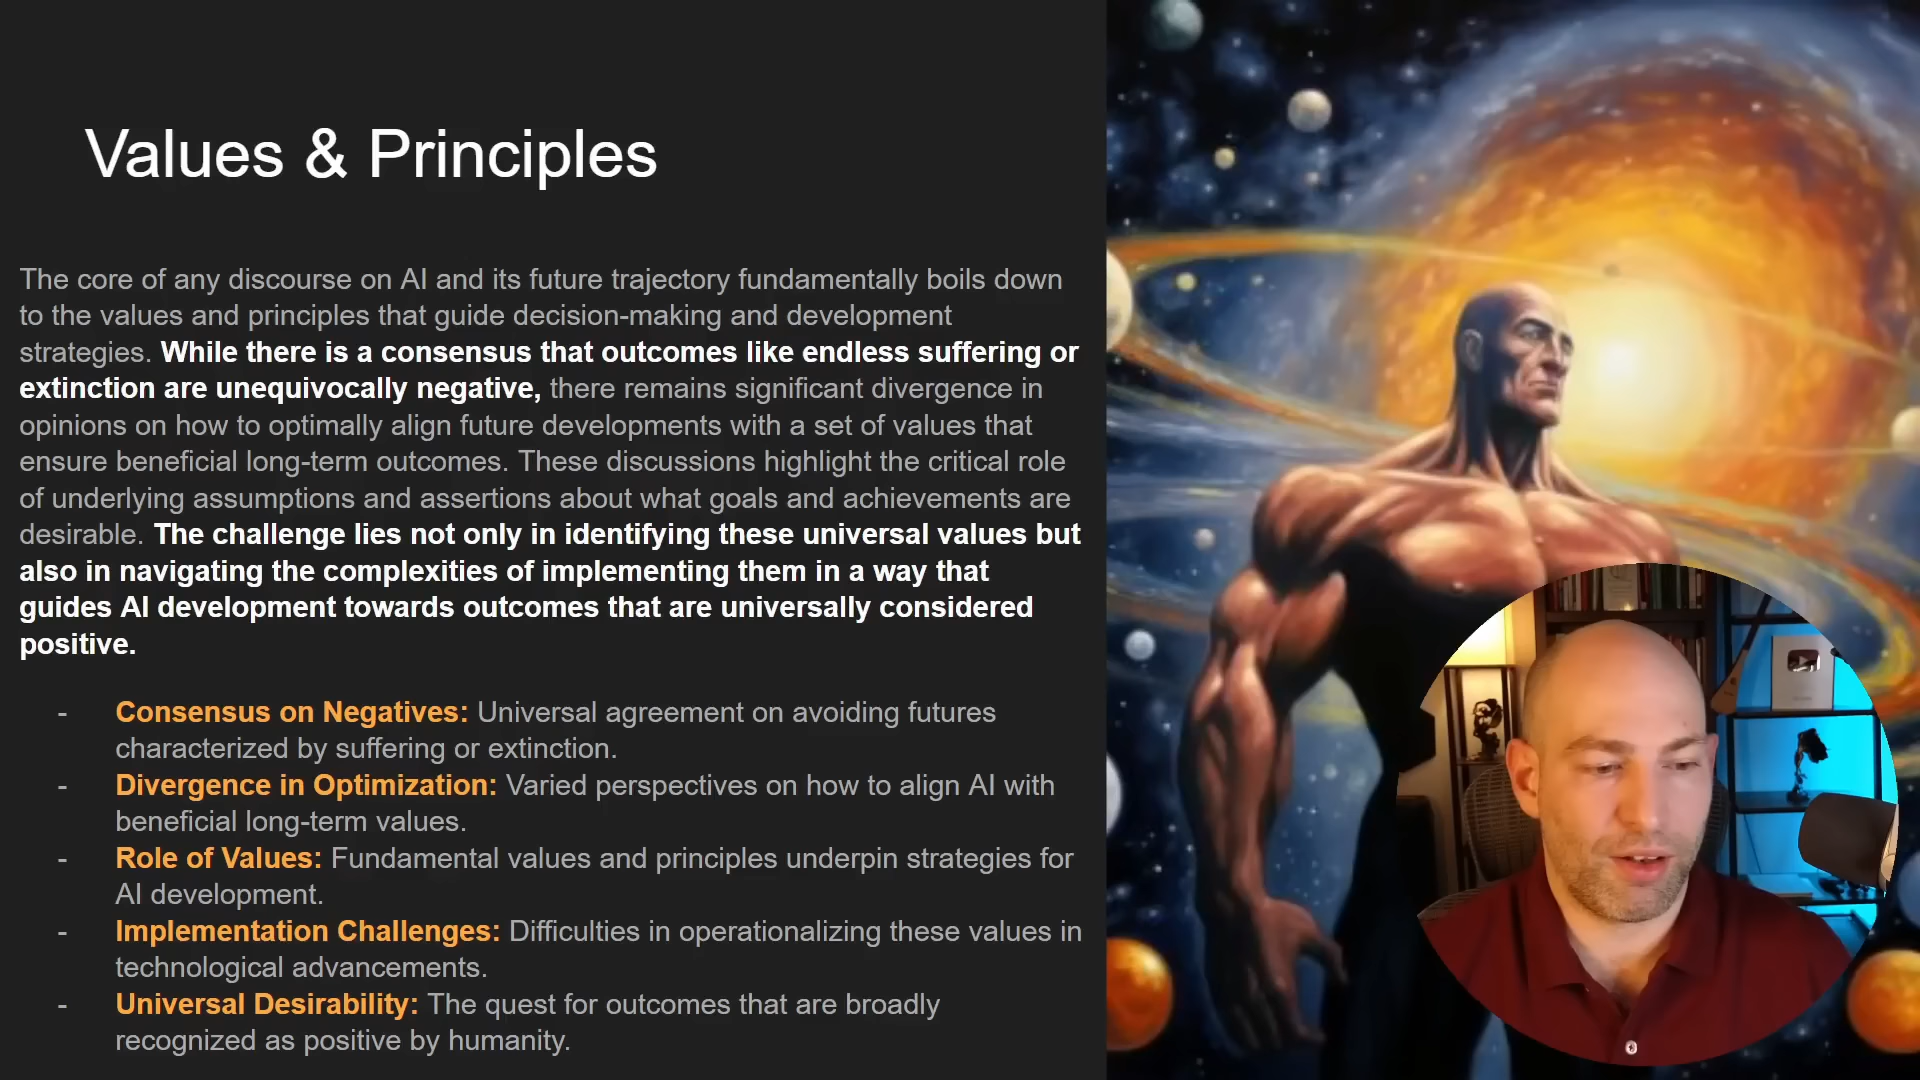 Values & Principles
The core of any discourse on AI and its future trajectory fundamentally boils down
to the values and principles that guide decision-making and development
strategies. While there is a consensus that outcomes like endless suffering or
extinction are unequivocally negative, there remains significant divergence in
opinions on how to optimally align future developments with a set of values that
ensure beneficial long-term outcomes. These discussions highlight the critical role
of underlying assumptions and assertions about what goals and achievements are
desirable. The challenge lies not only in identifying these universal values but
also in navigating the complexities of implementing them in a way that
guides AI development towards outcomes that are universally considered
positive.
- Consensus on Negatives: Universal agreement on avoiding futures
characterized by suffering or extinction.
- Divergence in Optimization: Varied perspectives on how to align AI with
beneficial long-term values.
- Role of Values: Fundamental values and principles underpin strategies for
AI development.
- Implementation Challenges: Difficulties in operationalizing these values in
technological advancements.
- Universal Desirability: The quest for outcomes that are broadly
recognized as positive by humanity.